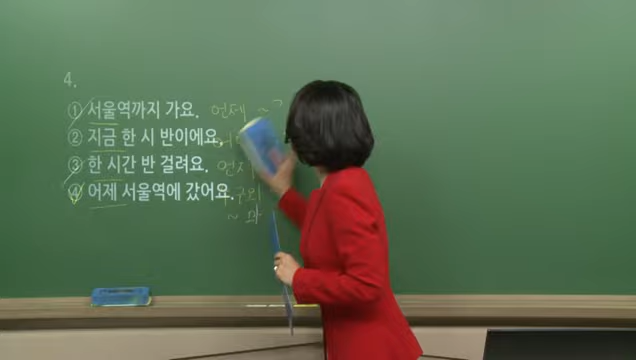 4.
① 서울역까지 가요. 언제 ~?
② 지금 한 시 반이에요.
③ 한 시간 반 걸려요.
④ 어제 서울역에 갔어요.